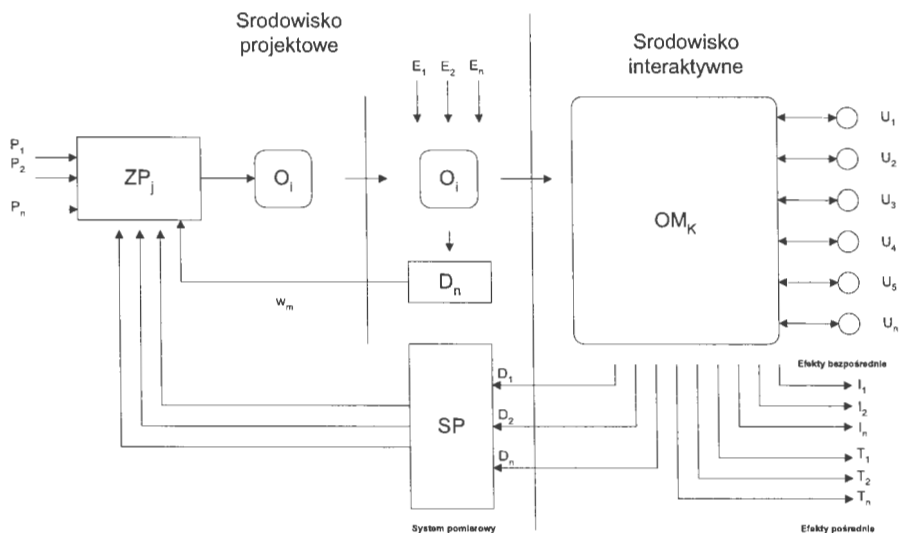 Srodowisko
projektowe
Srodowisko
interaktywne
E1 E2 En
P1
P2
Pn
ZPj
Oi
Oi
OMK
U1
U2
U3
U4
U5
Un
Dn
wm
Efekty bezpośrednie
D1
D2
Dn
SP
I1
I2
In
T1
T2
Tn
System pomiarowy
Efekty pośrednie